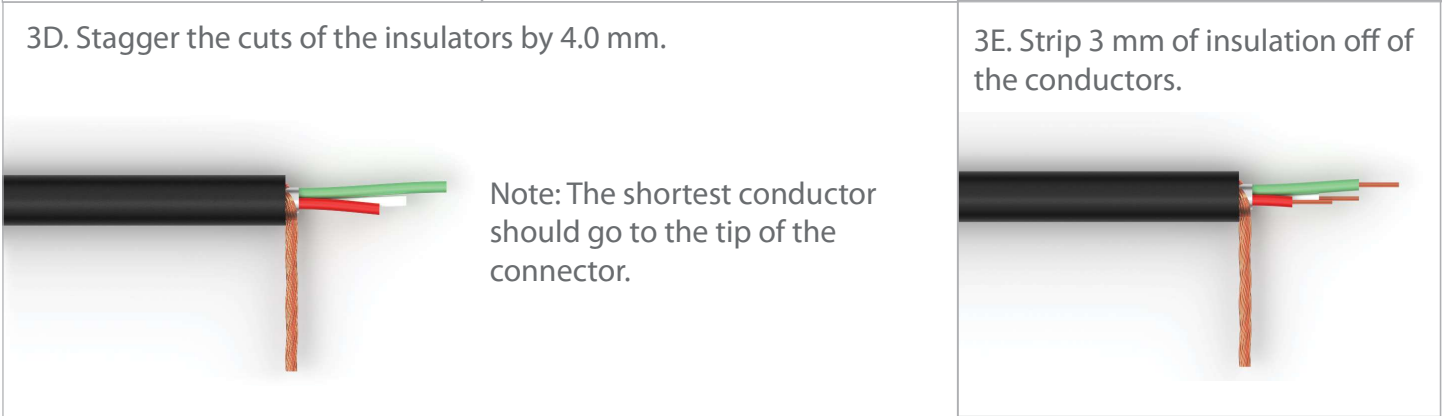 3D. Stagger the cuts of the insulators by 4.0 mm.
Note: The shortest conductor
should go to the tip of the
connector.
3E. Strip 3 mm of insulation off of
the conductors.